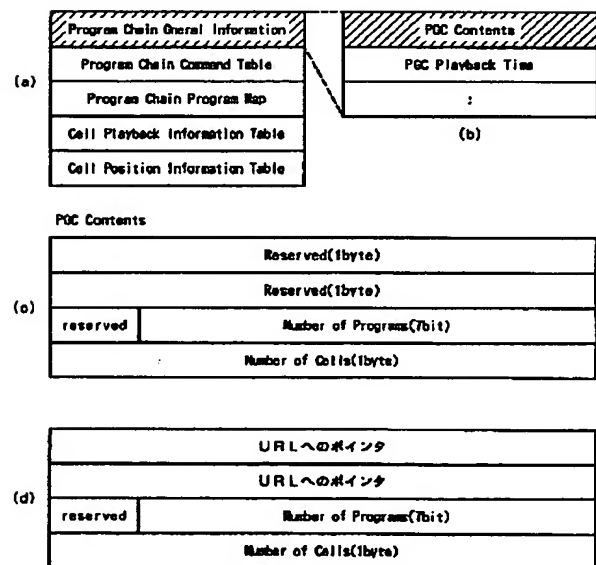 Program Chain Gneral Information
PGC Contents
Program Chain Command Table
PGC Playback Time
(a)
Program Chain Program Map
:
Cell Playback Information Table
(b)
Cell Position Information Table
PGC Contents
Reserved(1byte)
Reserved(1byte)
(c)
reserved
Number of Programs(7bit)
Number of Cells(1byte)
URLへのポインタ
URLへのポインタ
(d)
reserved
Number of Programs(7bit)
Number of Cells(1byte)